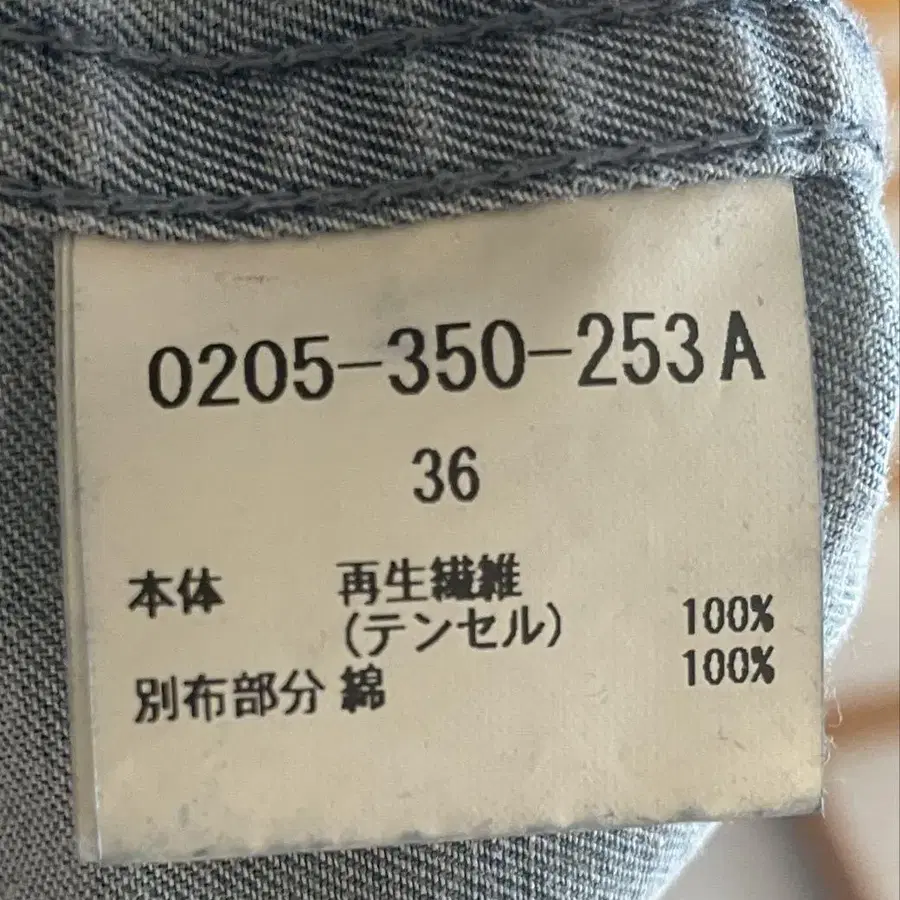 0205-350-253A
36
本体 再生繊維
(テンセル) 100%
別布部分 綿 100%